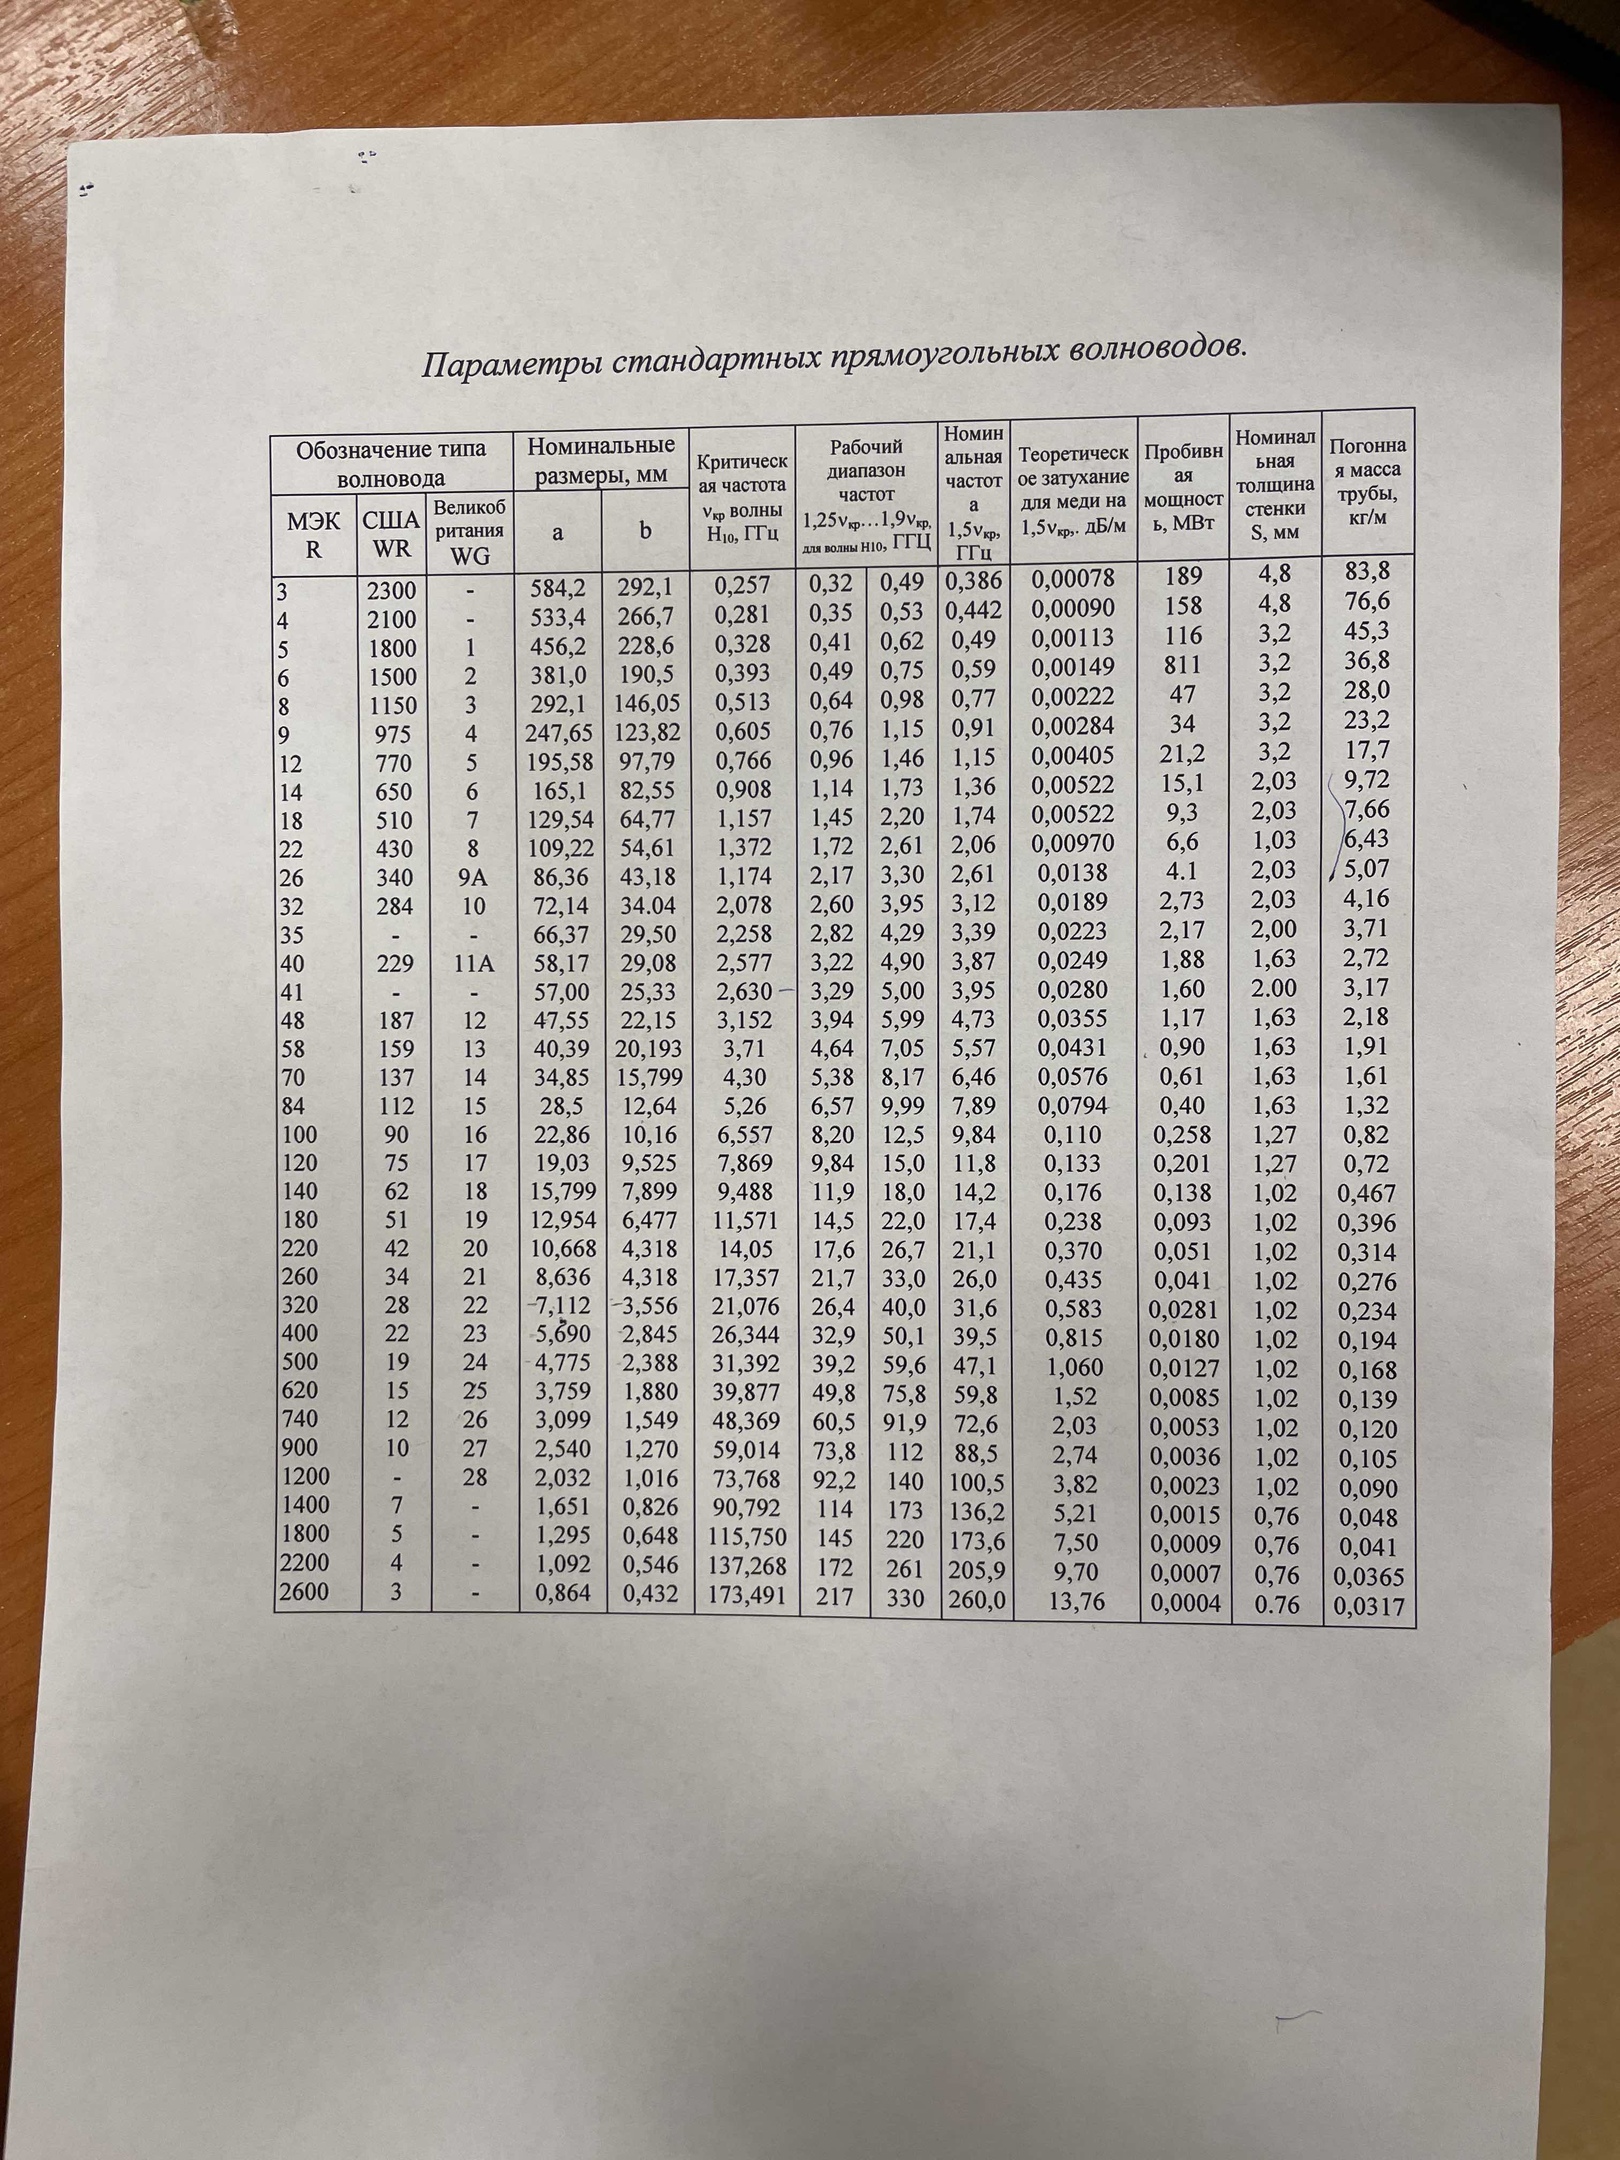 Параметры стандартных прямоугольных волноводов.
Обозначение типа волновода Номинальные размеры, мм Критическ ая частота νкр волны H10, ГГц Рабочий диапазон частот 1,25νкр…1,9νкр, для волны H10, ГГЦ Номин альная частот а 1,5νкр, ГГц Теоретическ ое затухание для меди на 1,5νкр,. дБ/м Пробивн ая мощност ь, МВт Номинал ьная толщина стенки S, мм Погонна я масса трубы, кг/м
МЭК R США WR Великоб ритания WG a b
3 2300 - 584,2 292,1 0,257 0,32 0,49 0,386 0,00078 189 4,8 83,8
4 2100 - 533,4 266,7 0,281 0,35 0,53 0,442 0,00090 158 4,8 76,6
5 1800 1 456,2 228,6 0,328 0,41 0,62 0,49 0,00113 116 3,2 45,3
6 1500 2 381,0 190,5 0,393 0,49 0,75 0,59 0,00149 811 3,2 36,8
8 1150 3 292,1 146,05 0,513 0,64 0,98 0,77 0,00222 47 3,2 28,0
9 975 4 247,65 123,82 0,605 0,76 1,15 0,91 0,00284 34 3,2 23,2
12 770 5 195,58 97,79 0,766 0,96 1,46 1,15 0,00405 21,2 3,2 17,7
14 650 6 165,1 82,55 0,908 1,14 1,73 1,36 0,00522 15,1 2,03 9,72
18 510 7 129,54 64,77 1,157 1,45 2,20 1,74 0,00522 9,3 2,03 7,66
22 430 8 109,22 54,61 1,372 1,72 2,61 2,06 0,00970 6,6 1,03 6,43
26 340 9A 86,36 43,18 1,174 2,17 3,30 2,61 0,0138 4.1 2,03 5,07
32 284 10 72,14 34.04 2,078 2,60 3,95 3,12 0,0189 2,73 2,03 4,16
35 - - 66,37 29,50 2,258 2,82 4,29 3,39 0,0223 2,17 2,00 3,71
40 229 11A 58,17 29,08 2,577 3,22 4,90 3,87 0,0249 1,88 1,63 2,72
41 - - 57,00 25,33 2,630 3,29 5,00 3,95 0,0280 1,60 2.00 3,17
48 187 12 47,55 22,15 3,152 3,94 5,99 4,73 0,0355 1,17 1,63 2,18
58 159 13 40,39 20,193 3,71 4,64 7,05 5,57 0,0431 0,90 1,63 1,91
70 137 14 34,85 15,799 4,30 5,38 8,17 6,46 0,0576 0,61 1,63 1,61
84 112 15 28,5 12,64 5,26 6,57 9,99 7,89 0,0794 0,40 1,63 1,32
100 90 16 22,86 10,16 6,557 8,20 12,5 9,84 0,110 0,258 1,27 0,82
120 75 17 19,03 9,525 7,869 9,84 15,0 11,8 0,133 0,201 1,27 0,72
140 62 18 15,799 7,899 9,488 11,9 18,0 14,2 0,176 0,138 1,02 0,467
180 51 19 12,954 6,477 11,571 14,5 22,0 17,4 0,238 0,093 1,02 0,396
220 42 20 10,668 4,318 14,05 17,6 26,7 21,1 0,370 0,051 1,02 0,314
260 34 21 8,636 4,318 17,357 21,7 33,0 26,0 0,435 0,041 1,02 0,276
320 28 22 7,112 3,556 21,076 26,4 40,0 31,6 0,583 0,0281 1,02 0,234
400 22 23 5,690 2,845 26,344 32,9 50,1 39,5 0,815 0,0180 1,02 0,194
500 19 24 4,775 2,388 31,392 39,2 59,6 47,1 1,060 0,0127 1,02 0,168
620 15 25 3,759 1,880 39,877 49,8 75,8 59,8 1,52 0,0085 1,02 0,139
740 12 26 3,099 1,549 48,369 60,5 91,9 72,6 2,03 0,0053 1,02 0,120
900 10 27 2,540 1,270 59,014 73,8 112 88,5 2,74 0,0036 1,02 0,105
1200 - 28 2,032 1,016 73,768 92,2 140 100,5 3,82 0,0023 1,02 0,090
1400 7 - 1,651 0,826 90,792 114 173 136,2 5,21 0,0015 0,76 0,048
1800 5 - 1,295 0,648 115,750 145 220 173,6 7,50 0,0009 0,76 0,041
2200 4 - 1,092 0,546 137,268 172 261 205,9 9,70 0,0007 0,76 0,0365
2600 3 - 0,864 0,432 173,491 217 330 260,0 13,76 0,0004 0.76 0,0317